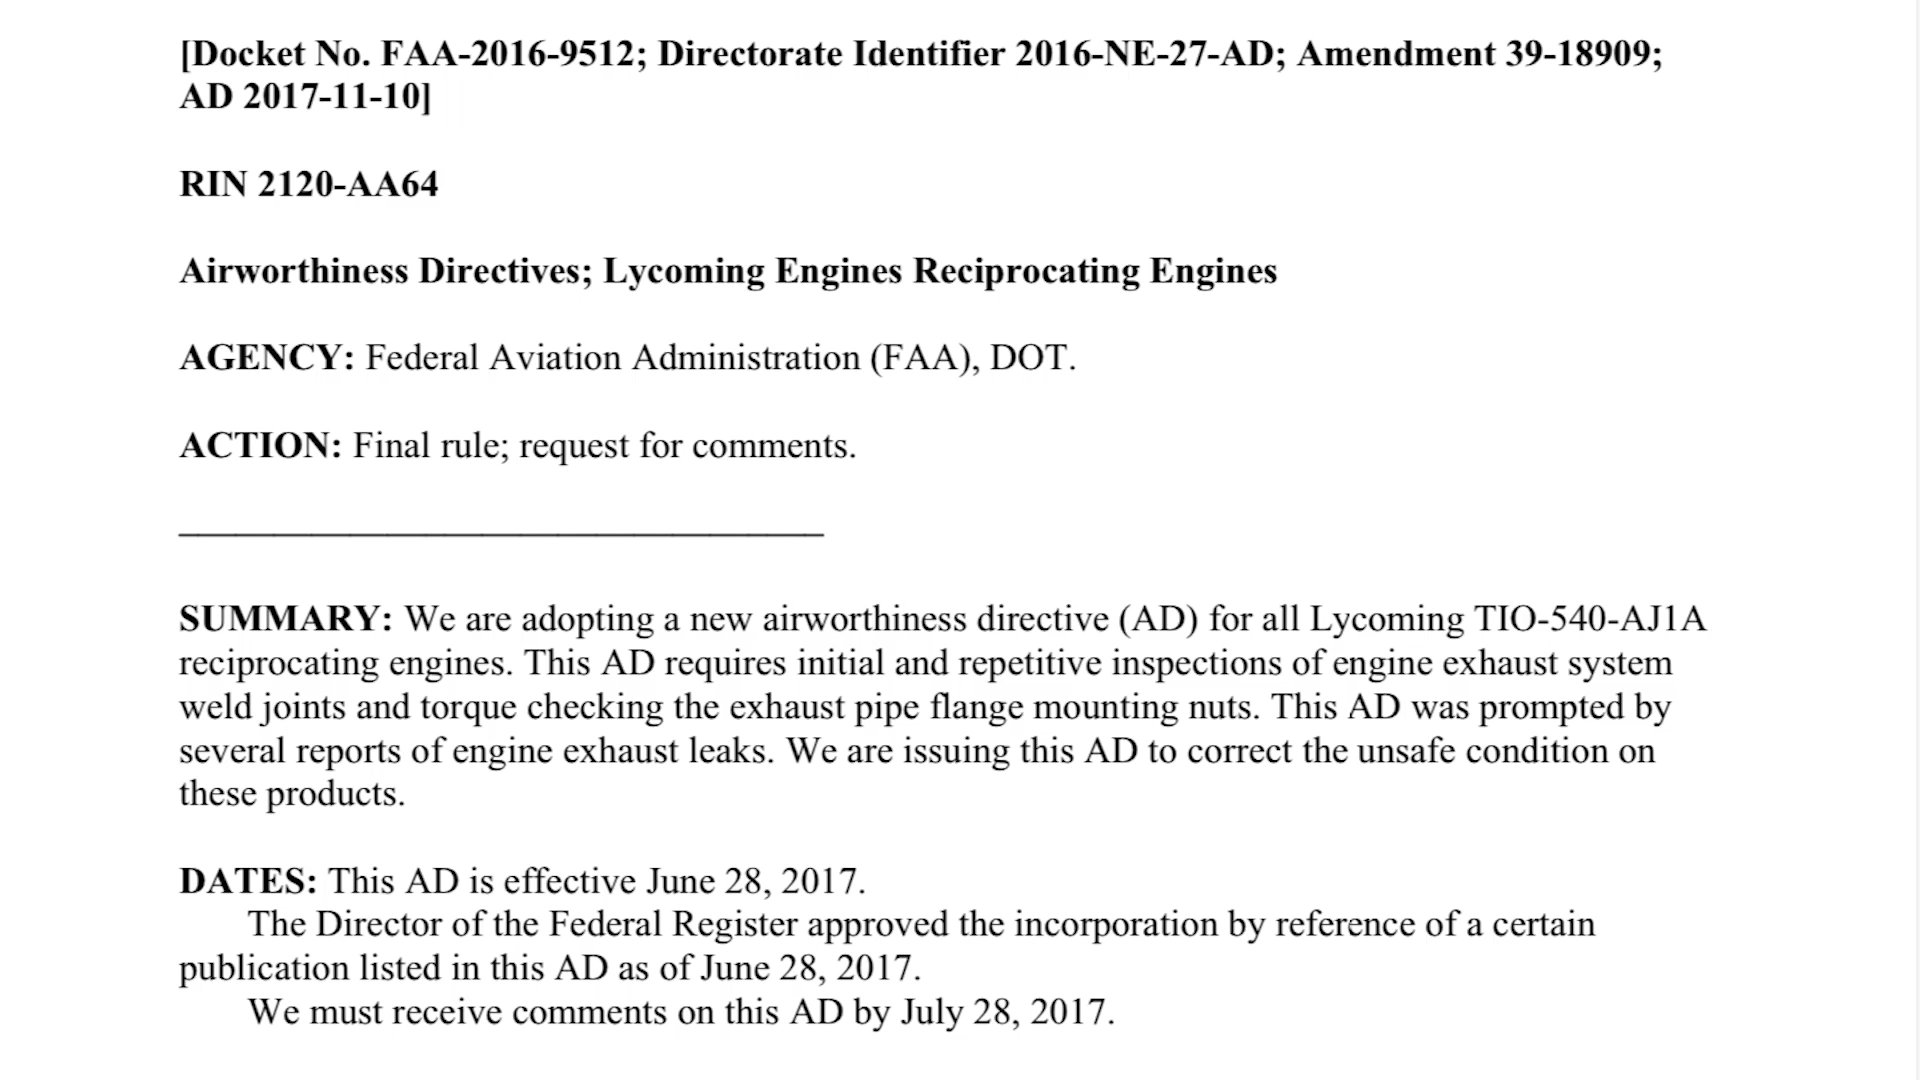 [Docket No. FAA-2016-9512; Directorate Identifier 2016-NE-27-AD; Amendment 39-18909;
AD 2017-11-10]
RIN 2120-AA64
Airworthiness Directives; Lycoming Engines Reciprocating Engines
AGENCY: Federal Aviation Administration (FAA), DOT.
ACTION: Final rule; request for comments.
SUMMARY: We are adopting a new airworthiness directive (AD) for all Lycoming TIO-540-AJ1A
reciprocating engines. This AD requires initial and repetitive inspections of engine exhaust system
weld joints and torque checking the exhaust pipe flange mounting nuts. This AD was prompted by
several reports of engine exhaust leaks. We are issuing this AD to correct the unsafe condition on
these products.
DATES: This AD is effective June 28, 2017.
The Director of the Federal Register approved the incorporation by reference of a certain
publication listed in this AD as of June 28, 2017.
We must receive comments on this AD by July 28, 2017.